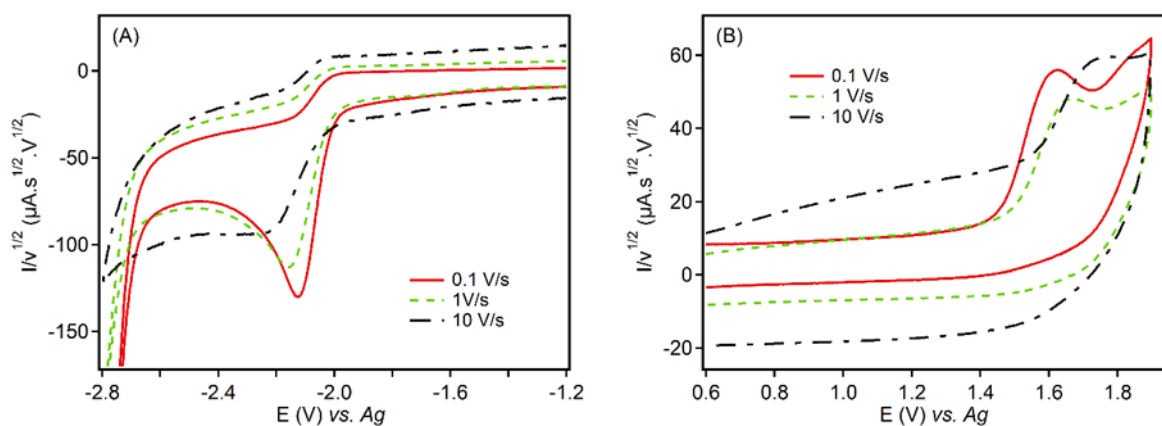 (A)
0
-50
-100
-150
I/v^1/2 (µA.s^1/2.V^1/2)
0.1 V/s
1V/s
10 V/s
-2.8 -2.4 -2.0 -1.6 -1.2
E (V) vs. Ag
(B)
60
40
20
0
-20
I/v^1/2 (µA.s^1/2.V^1/2)
0.1 V/s
1 V/s
10 V/s
0.6 0.8 1.0 1.2 1.4 1.6 1.8
E (V) vs. Ag